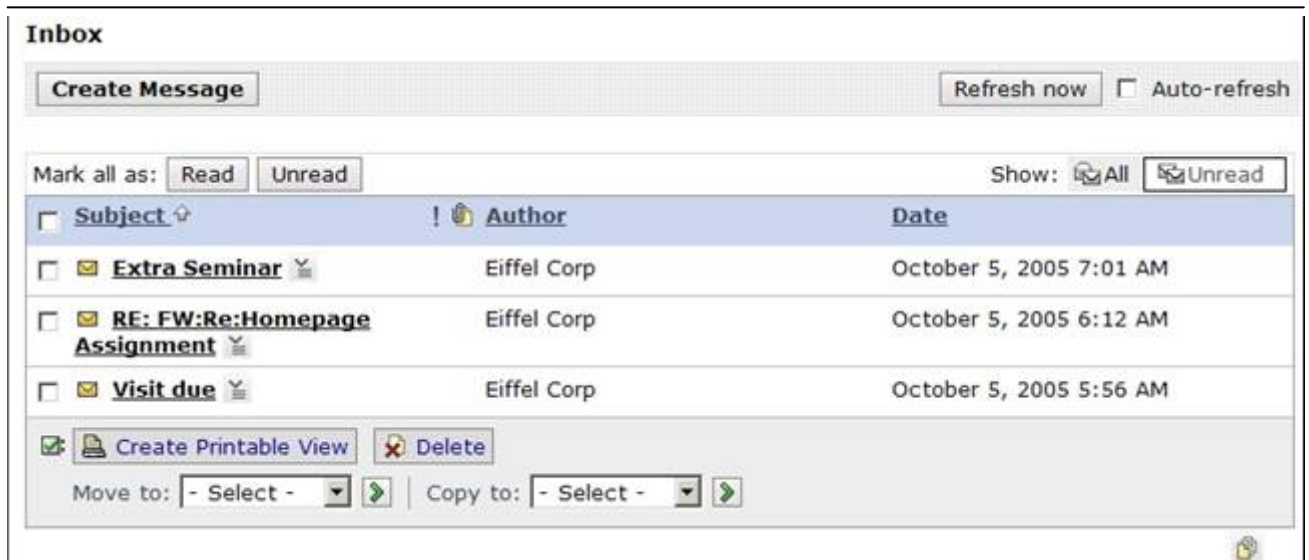 Inbox
Create Message Refresh now Auto-refresh
Mark all as: Read Unread Show: All Unread
Subject ! Author Date
Extra Seminar Eiffel Corp October 5, 2005 7:01 AM
RE: FW:Re:Homepage Eiffel Corp October 5, 2005 6:12 AM
Assignment
Visit due Eiffel Corp October 5, 2005 5:56 AM
Create Printable View Delete
Move to: - Select - Copy to: - Select -